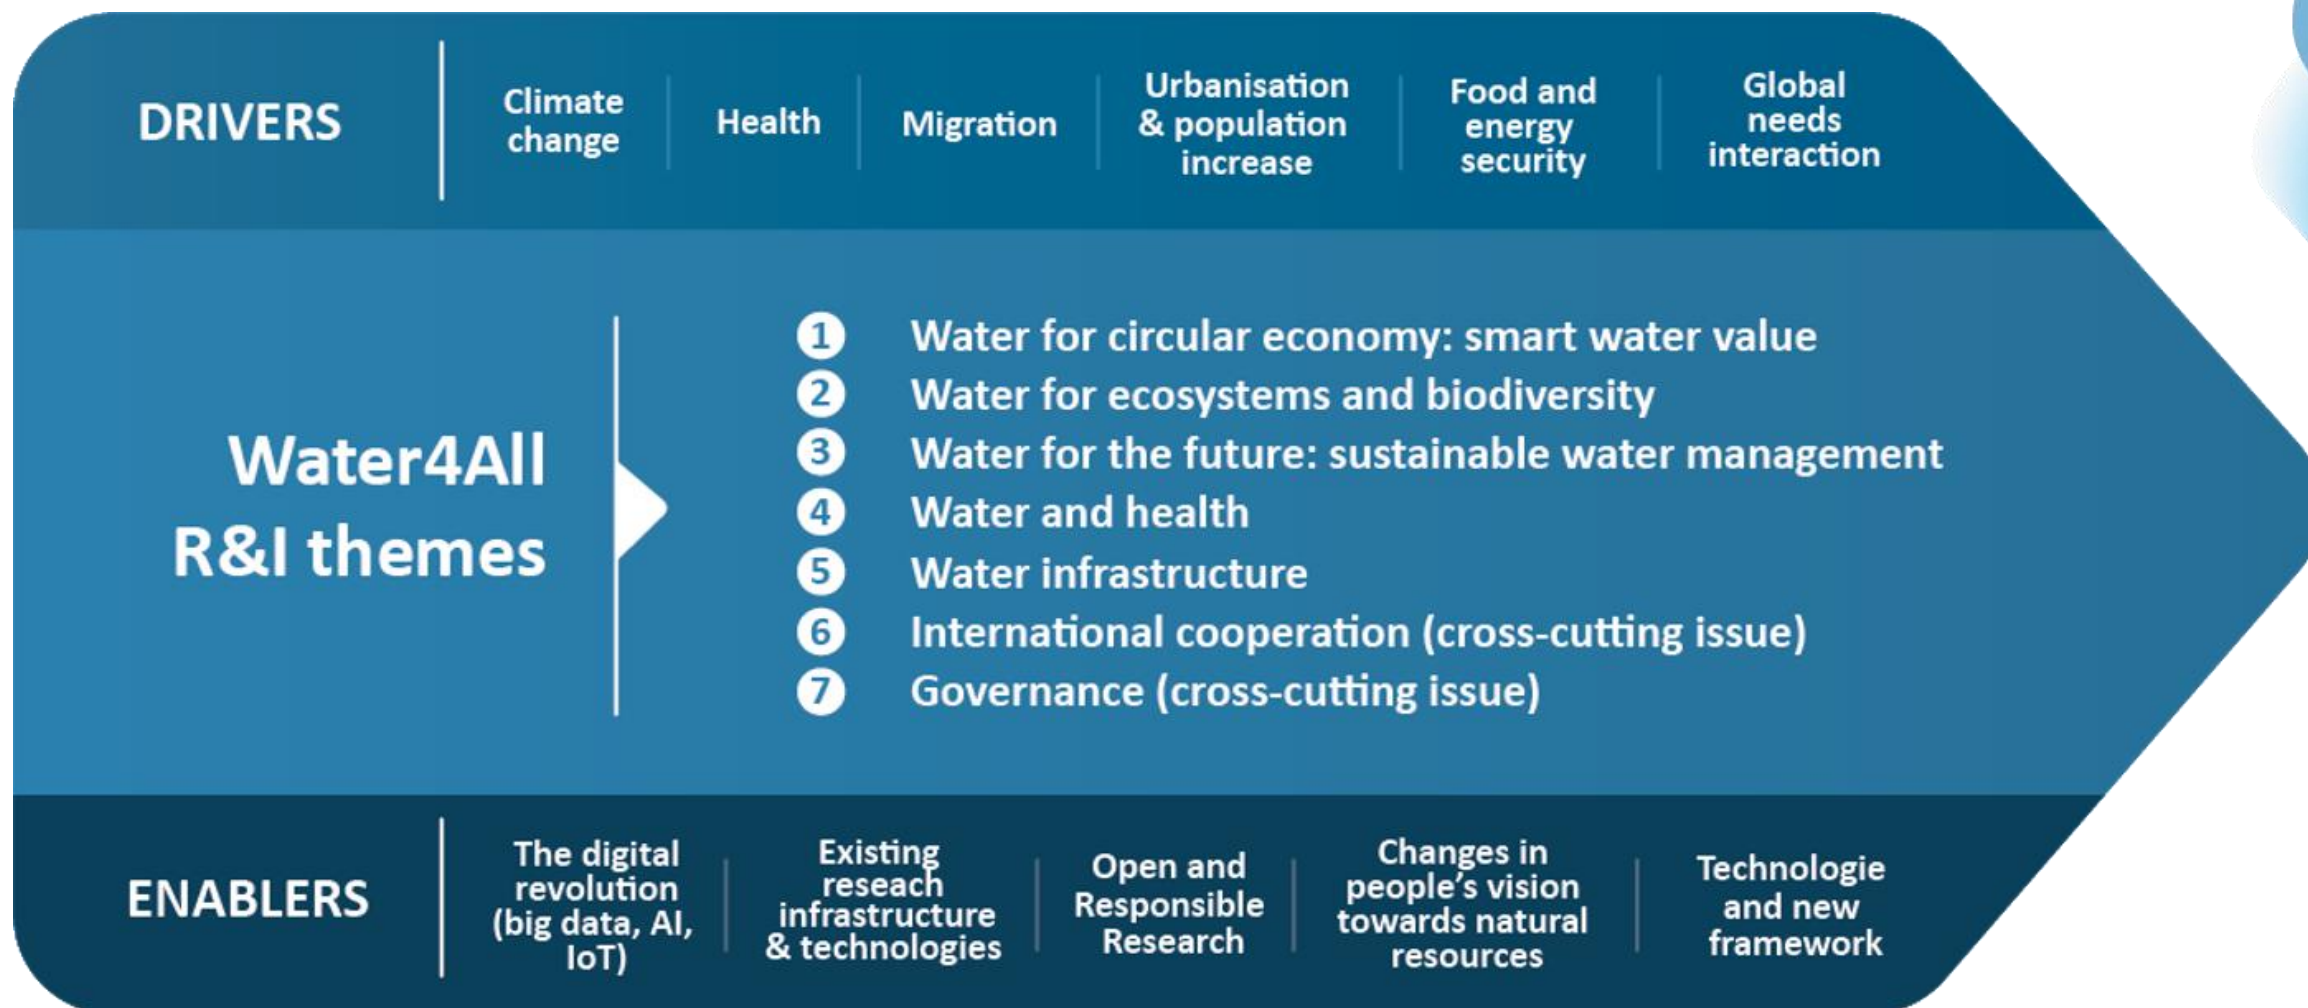 DRIVERS
Climate
change
Health
Migration
Urbanisation
& population
increase
Food and
energy
security
Global
needs
interaction
Water4All
R&I themes
1 Water for circular economy: smart water value
2 Water for ecosystems and biodiversity
3 Water for the future: sustainable water management
4 Water and health
5 Water infrastructure
6 International cooperation (cross-cutting issue)
7 Governance (cross-cutting issue)
ENABLERS
The digital
revolution
(big data, AI,
IoT)
Existing
reseach
infrastructure
& technologies
Open and
Responsible
Research
Changes in
people’s vision
towards natural
resources
Technologie
and new
framework